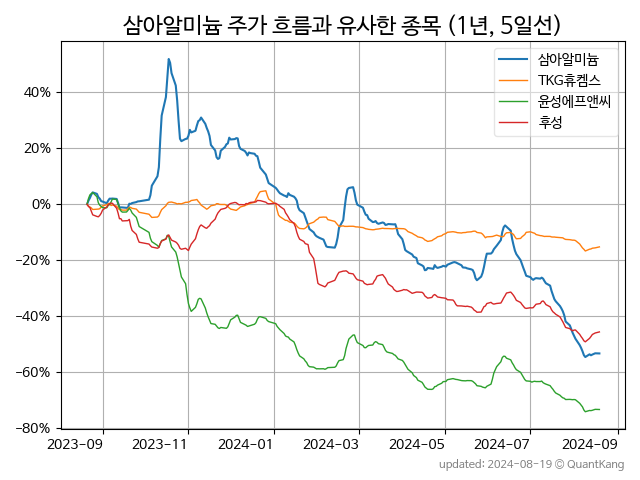 삼아알미늄 주가 흐름과 유사한 종목 (1년, 5일선)
삼아알미늄
TKG휴켐스
윤성에프앤씨
후성
40%
20%
0%
−20%
−40%
−60%
−80%
2023-09
2023-11
2024-01
2024-03
2024-05
2024-07
2024-09
updated: 2024-08-19 © QuantKang